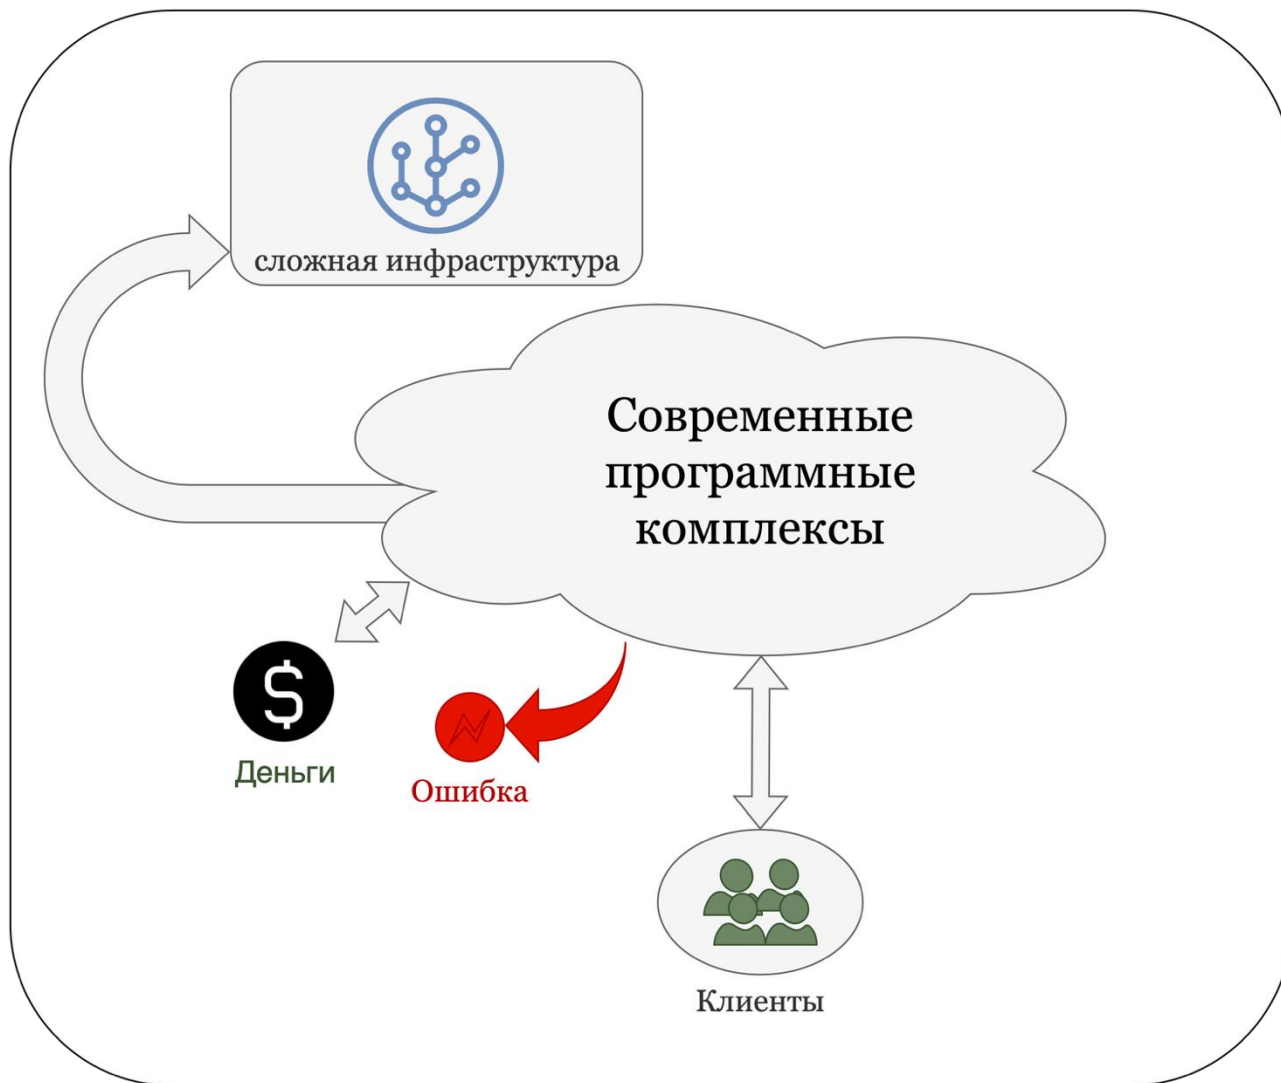 сложная инфраструктура
Современные
программные
комплексы
$
Деньги
Ошибка
Клиенты